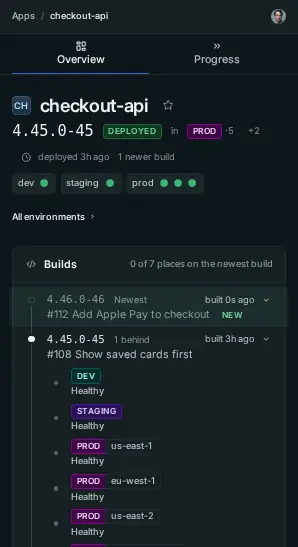 Apps / checkout-api
Overview
Progress
CH checkout-api
4.45.0-45 DEPLOYED in PROD ·5 +2
deployed 3h ago 1 newer build
dev staging prod
All environments
Builds 0 of 7 places on the newest build
4.46.0-46 Newest built 0s ago
#112 Add Apple Pay to checkout NEW
4.45.0-45 1 behind built 3h ago
#108 Show saved cards first
DEV
Healthy
STAGING
Healthy
PROD us-east-1
Healthy
PROD eu-west-1
Healthy
PROD us-east-2
Healthy